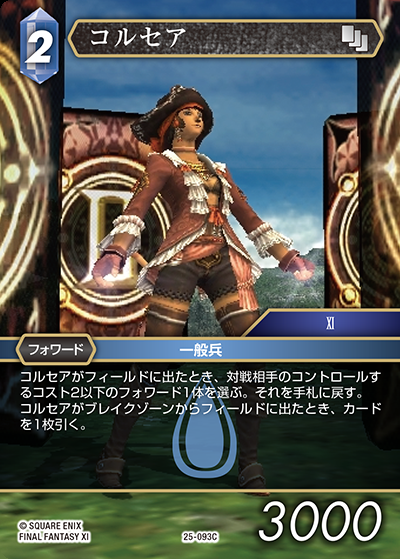 2
コルセア
XI
フォワード
一般兵
コルセアがフィールドに出たとき、対戦相手のコントロールす
るコスト2以下のフォワード1体を選ぶ。それを手札に戻す。
コルセアがブレイクゾーンからフィールドに出たとき、カード
を1枚引く。
© SQUARE ENIX
FINAL FANTASY XI
25-093C
3000